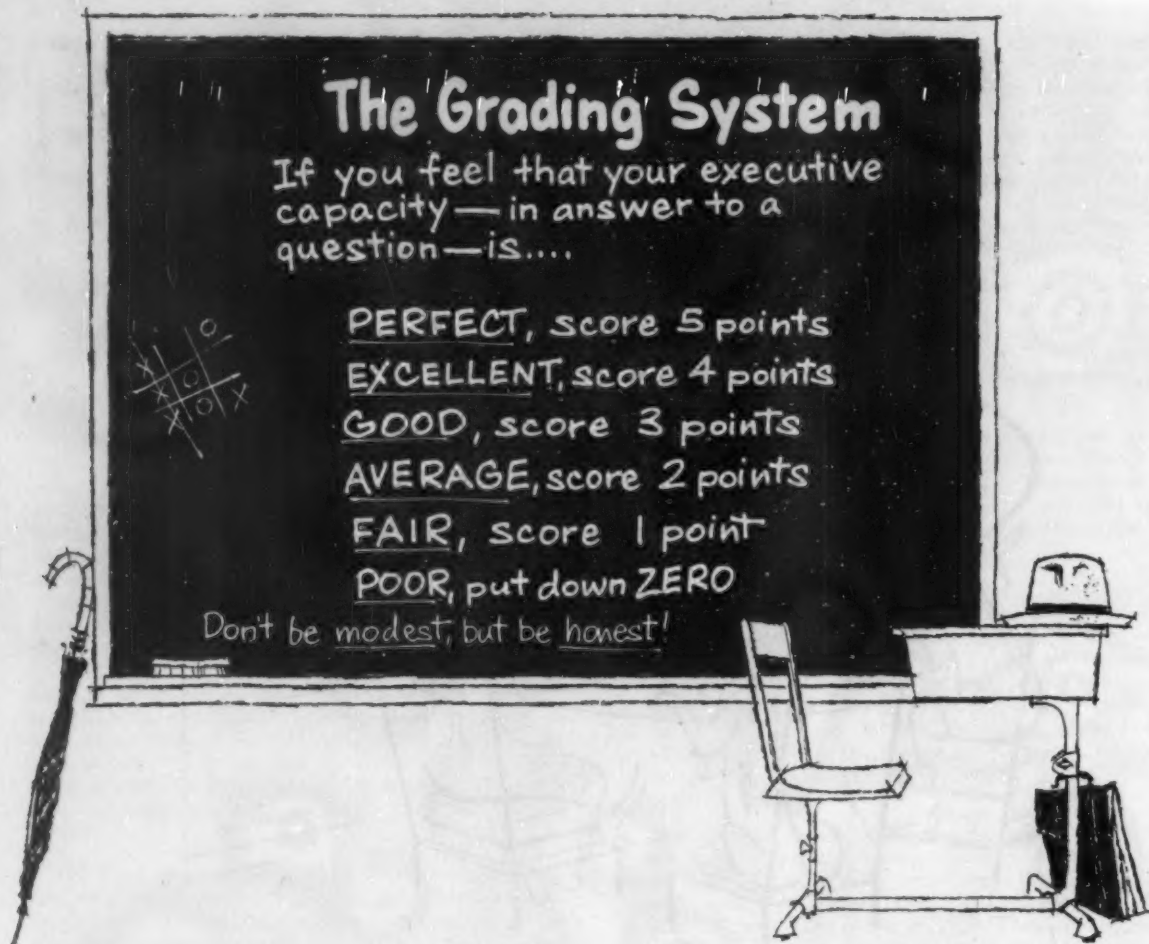 The Grading System
If you feel that your executive
capacity — in answer to a
question — is....
PERFECT, score 5 points
EXCELLENT, score 4 points
GOOD, score 3 points
AVERAGE, score 2 points
FAIR, score 1 point
POOR, put down ZERO
Don't be modest, but be honest!